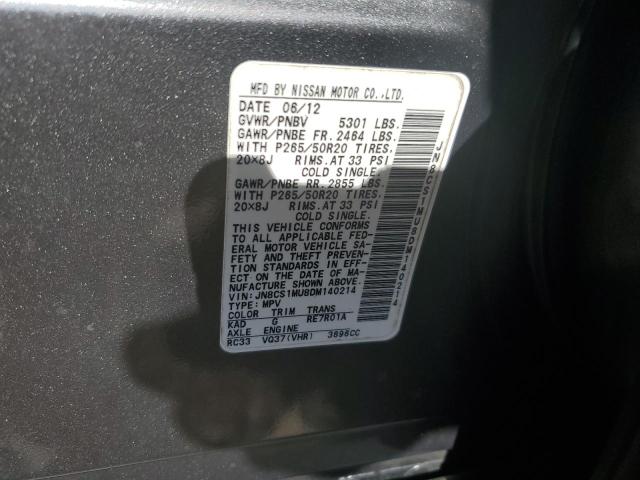 MFD BY NISSAN MOTOR CO.,LTD.
DATE 06/12
GVWR/PNBV 5301 LBS.
GAWR/PNBE FR. 2464 LBS.
WITH P265/50R20 TIRES.
20×8J RIMS. AT 33 PSI
COLD SINGLE.
GAWR/PNBE RR. 2855 LBS.
WITH P265/50R20 TIRES.
20×8J RIMS. AT 33 PSI
COLD SINGLE.
THIS VEHICLE CONFORMS
TO ALL APPLICABLE FED-
ERAL MOTOR VEHICLE SA-
FETY AND THEFT PREVEN-
TION STANDARDS IN EFF-
ECT ON THE DATE OF MA-
NUFACTURE SHOWN ABOVE.
VIN: JN8CS1MU8DM140214
TYPE: MPV
COLOR TRIM TRANS
KAD G RE7R01A
AXLE ENGINE
RC33 VQ37(VHR) 3696CC
JN8CS1MU8DM140214